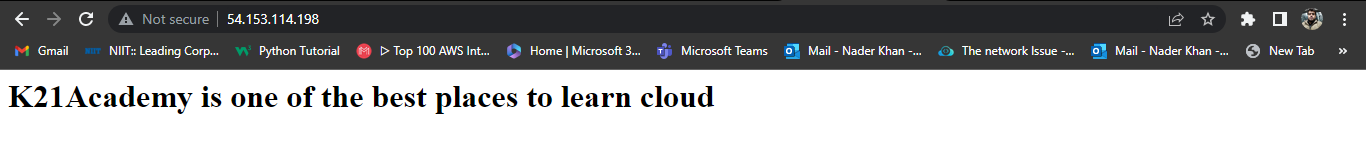 Not secure 54.153.114.198
Gmail NIIT:: Leading Corp... Python Tutorial ᐅ Top 100 AWS Int... Home | Microsoft 3... Microsoft Teams Mail - Nader Khan -... The network Issue -... Mail - Nader Khan -... New Tab »
K21Academy is one of the best places to learn cloud